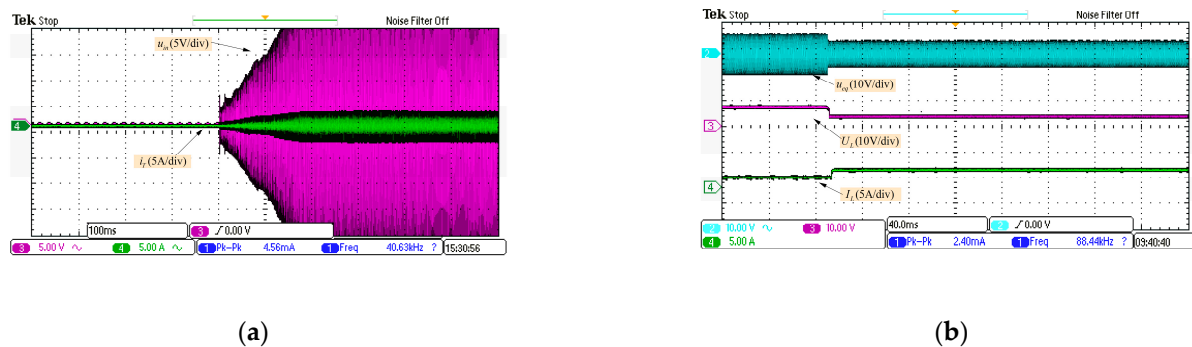 Tek Stop Noise Filter Off
u_in (5V/div)
4
i_r (5A/div)
100ms 3 ∫ 0.00 V
3 5.00 V ∿ 4 5.00 A ∿ 1 Pk-Pk 4.56mA 1 Freq 40.63kHz ? 15:30:56
(a)
Tek Stop Noise Filter Off
2
u_eq (10V/div)
3
U_L (10V/div)
4
I_L (5A/div)
40.0ms 2 ∫ 0.00 V
2 10.00 V ∿ 3 10.00 V
4 5.00 A 1 Pk-Pk 2.40mA 1 Freq 88.44kHz ? 09:40:40
(b)